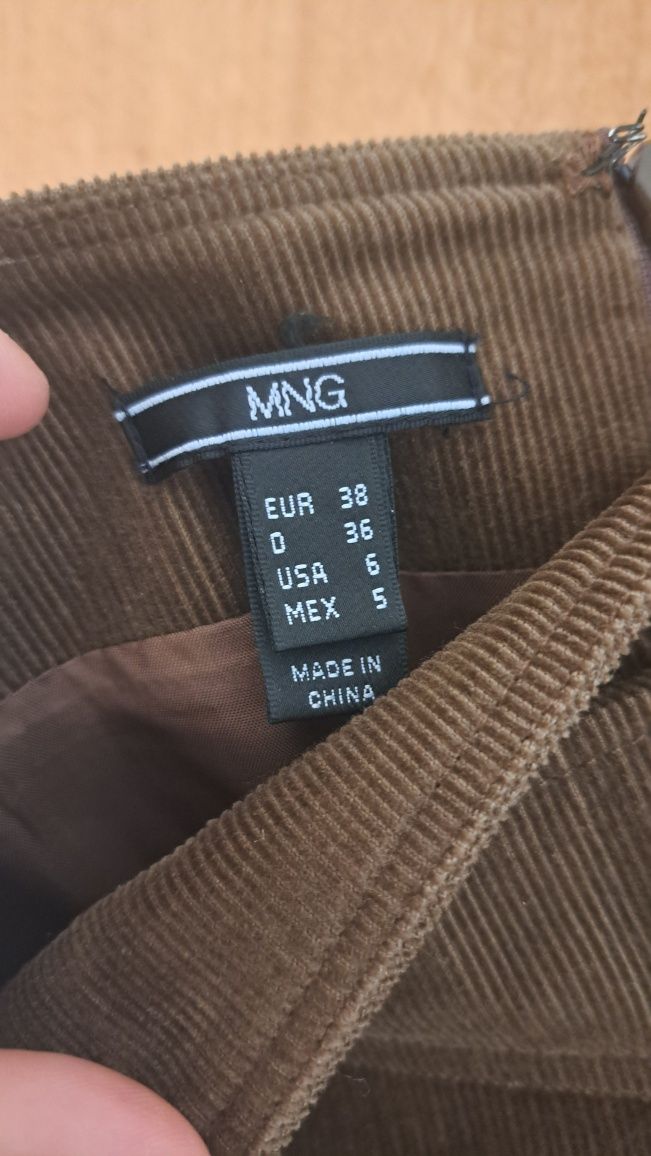 MNG
EUR 38
D 36
USA 6
MEX 5
MADE IN
CHINA